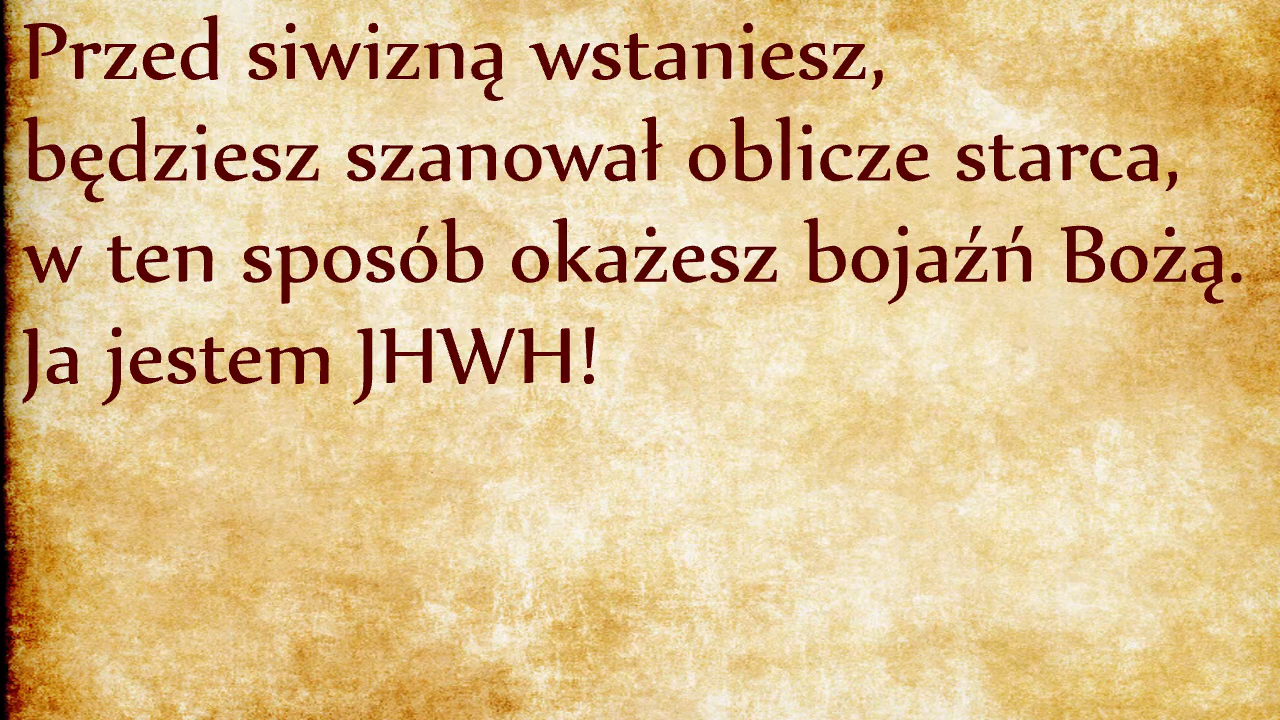 Przed siwizną wstaniesz,
będziesz szanował oblicze starca,
w ten sposób okażesz bojaźń Bożą.
Ja jestem JHWH!